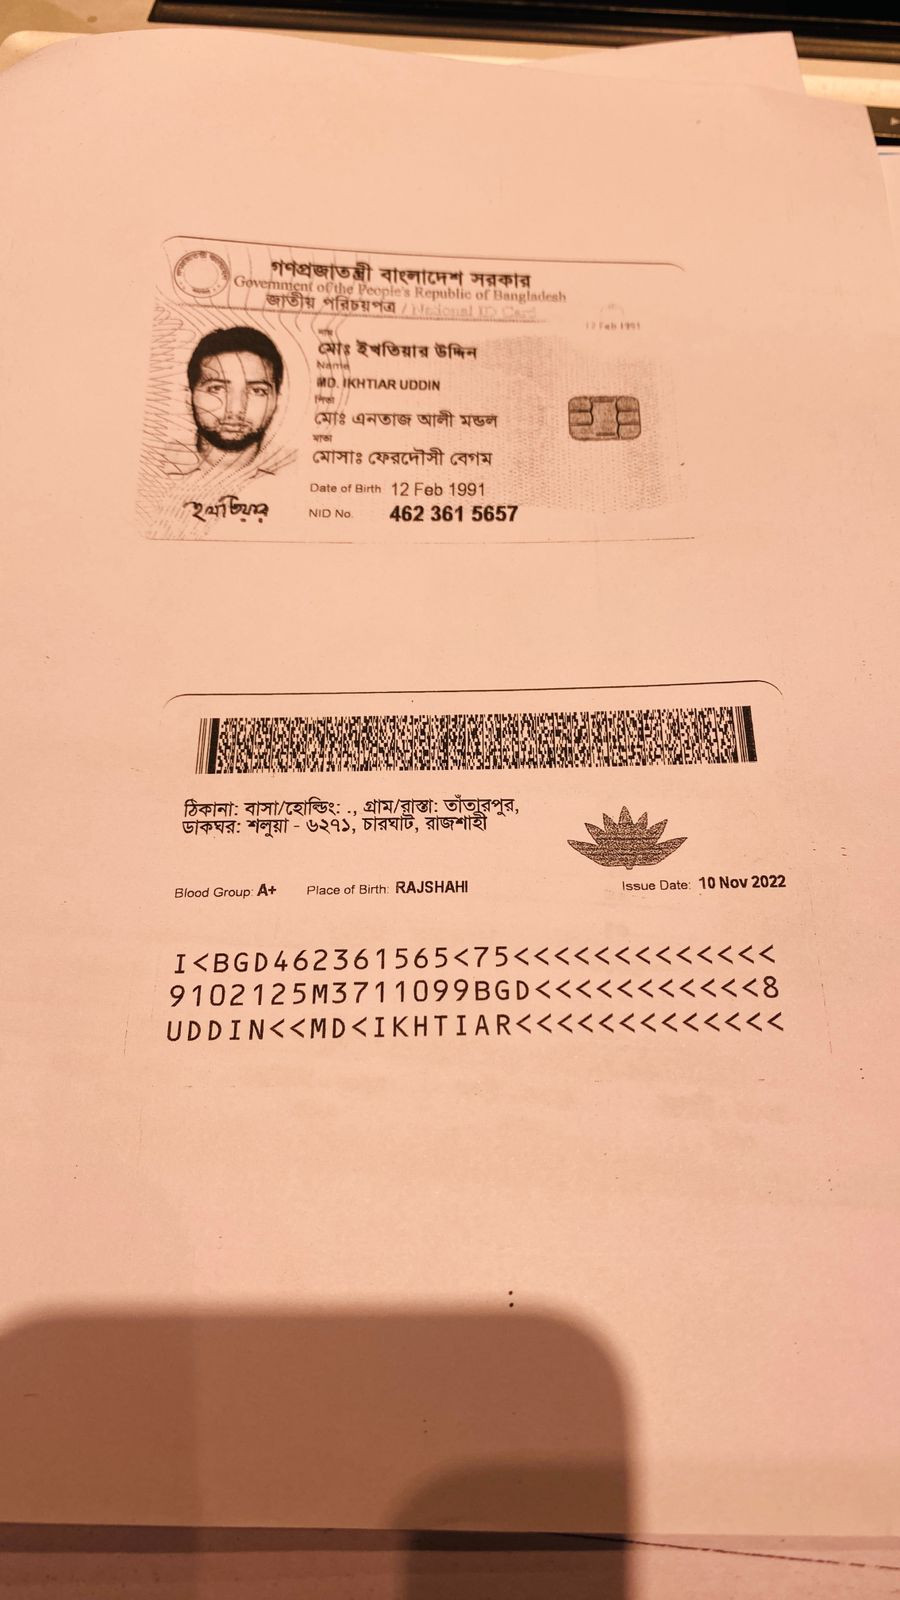 গণপ্রজাতন্ত্রী বাংলাদেশ সরকার
Government of the People's Republic of Bangladesh
জাতীয় পরিচয়পত্র / National ID Card
12 Feb 1991
নাম
মোঃ ইখতিয়ার উদ্দিন
Name
MD. IKHTIAR UDDIN
পিতা
মোঃ এনতাজ আলী মন্ডল
মাতা
মোসাঃ ফেরদৌসী বেগম
Date of Birth 12 Feb 1991
ইখতিয়ার
NID No. 462 361 5657
ঠিকানা: বাসা/হোল্ডিং: ., গ্রাম/রাস্তা: তাঁতারপুর,
ডাকঘর: শলুয়া - ৬২৭১, চারঘাট, রাজশাহী
Blood Group: A+ Place of Birth: RAJSHAHI Issue Date: 10 Nov 2022
I<BGD462361565<75<<<<<<<<<<<<<
9102125M3711099BGD<<<<<<<<<<<8
UDDIN<<MD<IKHTIAR<<<<<<<<<<<<<